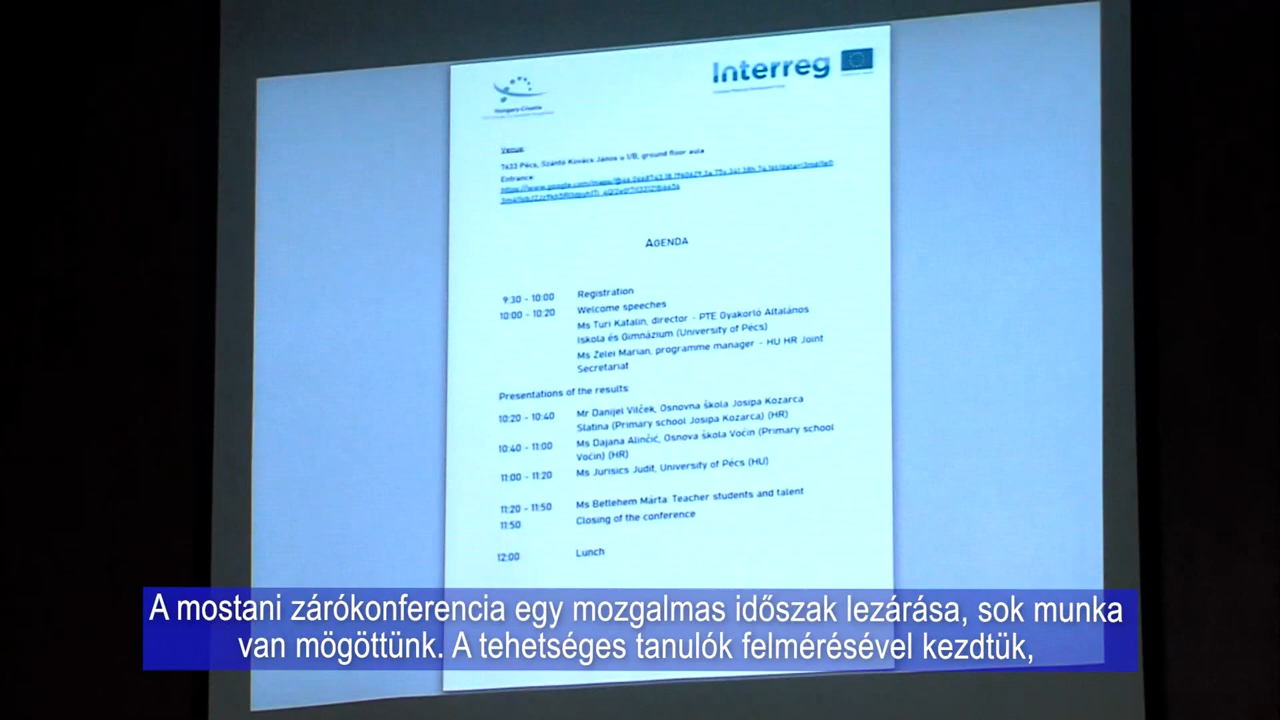 Interreg
Hungary-Croatia
Venue:
7633 Pécs, Szántó Kovács János u 1/B, ground floor aula
Entrance:
AGENDA
9:30 - 10:00 Registration
10:00 - 10:20 Welcome speeches
Ms Turi Katalin, director - PTE Gyakorló Általános
Iskola és Gimnázium (University of Pécs)
Ms Zelei Marian, programme manager - HU HR Joint
Secretariat
Presentations of the results
10:20 - 10:40 Mr Danijel Vilček, Osnovna škola Josipa Kozarca
Slatina (Primary school Josipa Kozarca) (HR)
10:40 - 11:00 Ms Dajana Alinčić, Osnova škola Voćin (Primary school
Voćin) (HR)
11:00 - 11:20 Ms Jurisics Judit, University of Pécs (HU)
11:20 - 11:50 Ms Betlehem Márta: Teacher students and talent
11:50 Closing of the conference
12:00 Lunch
A mostani zárókonferencia egy mozgalmas időszak lezárása, sok munka
van mögöttünk. A tehetséges tanulók felmérésével kezdtük,